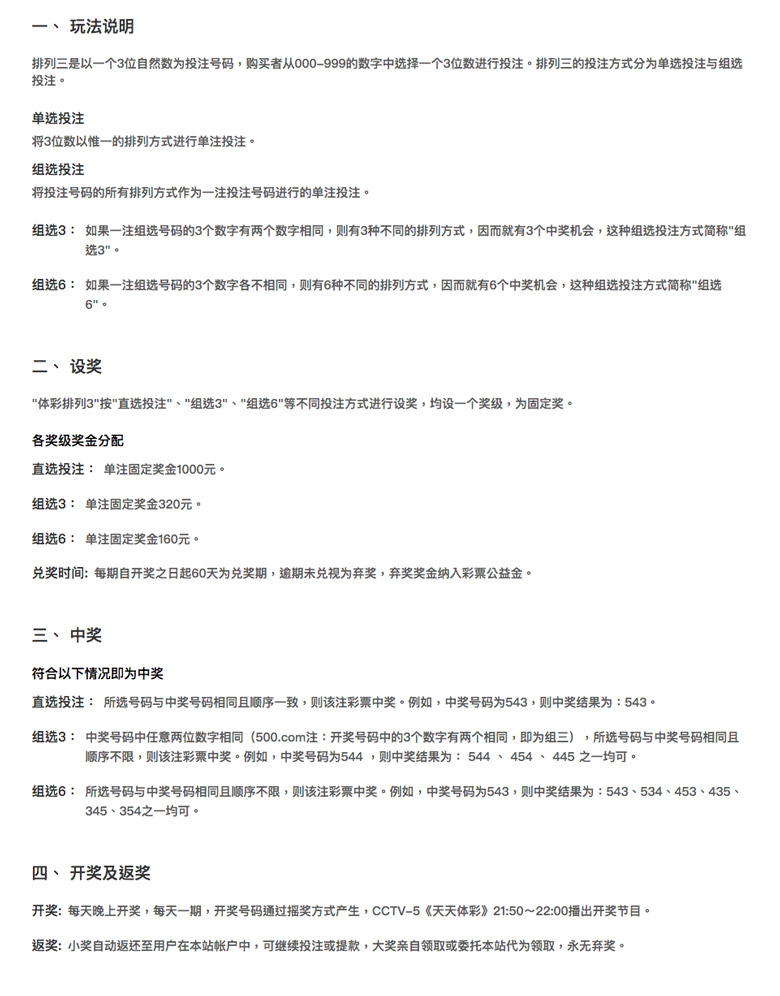 一、 玩法说明
排列三是以一个3位自然数为投注号码，购买者从000-999的数字中选择一个3位数进行投注。排列三的投注方式分为单选投注与组选
投注。
单选投注
将3位数以惟一的排列方式进行单注投注。
组选投注
将投注号码的所有排列方式作为一注投注号码进行的单注投注。
组选3： 如果一注组选号码的3个数字有两个数字相同，则有3种不同的排列方式，因而就有3个中奖机会，这种组选投注方式简称"组
选3"。
组选6： 如果一注组选号码的3个数字各不相同，则有6种不同的排列方式，因而就有6个中奖机会，这种组选投注方式简称"组选
6"。
二、 设奖
"体彩排列3"按"直选投注"、"组选3"、"组选6"等不同投注方式进行设奖，均设一个奖级，为固定奖。
各奖级奖金分配
直选投注： 单注固定奖金1000元。
组选3： 单注固定奖金320元。
组选6： 单注固定奖金160元。
兑奖时间: 每期自开奖之日起60天为兑奖期，逾期未兑视为弃奖，弃奖奖金纳入彩票公益金。
三、 中奖
符合以下情况即为中奖
直选投注： 所选号码与中奖号码相同且顺序一致，则该注彩票中奖。例如，中奖号码为543，则中奖结果为：543。
组选3： 中奖号码中任意两位数字相同（500.com注：开奖号码中的3个数字有两个相同，即为组三），所选号码与中奖号码相同且
顺序不限，则该注彩票中奖。例如，中奖号码为544 ，则中奖结果为： 544 、 454 、 445 之一均可。
组选6： 所选号码与中奖号码相同且顺序不限，则该注彩票中奖。例如，中奖号码为543，则中奖结果为：543、534、453、435、
345、354之一均可。
四、 开奖及返奖
开奖: 每天晚上开奖，每天一期，开奖号码通过摇奖方式产生，CCTV-5《天天体彩》21:50～22:00播出开奖节目。
返奖: 小奖自动返还至用户在本站帐户中，可继续投注或提款，大奖亲自领取或委托本站代为领取，永无弃奖。